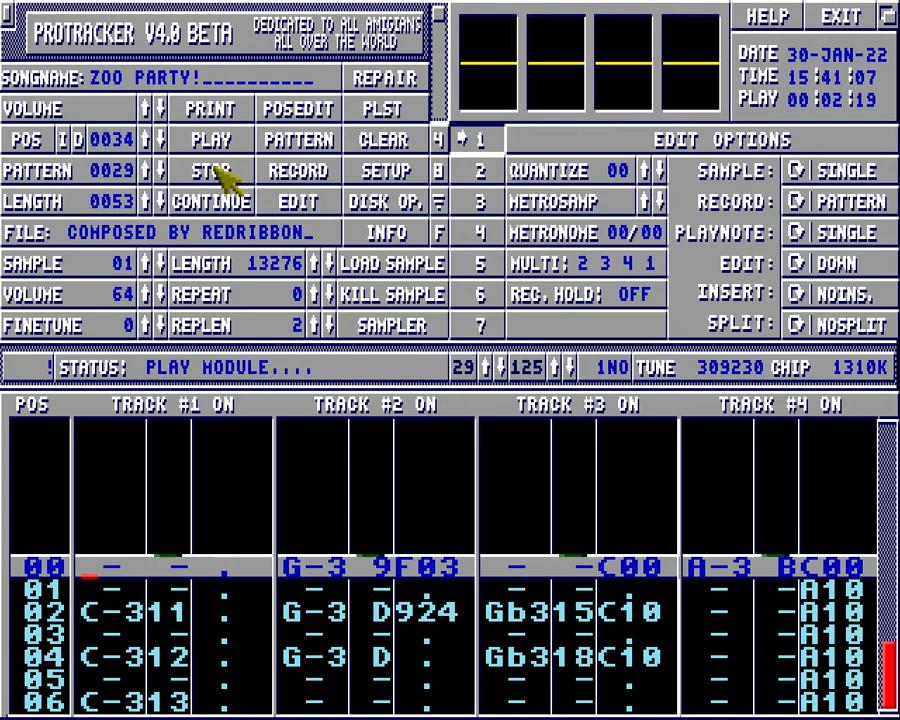 PROTRACKER V4.0 BETA DEDICATED TO ALL AMIGIANS
ALL OVER THE WORLD
HELP EXIT
DATE 30-JAN-22
TIME 15:41:07
PLAY 00:02:19
SONGNAME: ZOO PARTY!__________ REPAIR
VOLUME PRINT POSEDIT PLST
POS I D 0034 PLAY PATTERN CLEAR 4 1 EDIT OPTIONS
PATTERN 0029 STOP RECORD SETUP 8 2 QUANTIZE 00 SAMPLE: SINGLE
LENGTH 0053 CONTINUE EDIT DISK OP. 3 METROSAMP RECORD: PATTERN
FILE: COMPOSED BY REDRIBBON_ INFO F 4 METRONOME 00/00 PLAYNOTE: SINGLE
SAMPLE 01 LENGTH 13276 LOAD SAMPLE 5 MULTI: 2 3 4 1 EDIT: DOWN
VOLUME 64 REPEAT 0 KILL SAMPLE 6 REC. HOLD: OFF INSERT: NOINS.
FINETUNE 0 REPLEN 2 SAMPLER 7 SPLIT: NOSPLIT
! STATUS: PLAY MODULE.... 29 125 1NO TUNE 309230 CHIP 1310K
POS TRACK #1 ON TRACK #2 ON TRACK #3 ON TRACK #4 ON
00 - - . G-3 9F03 - -C00 A-3 BC00
01 - - . - - . - - . - -A10
02 C-311 . G-3 D924 Gb315C10 - -A10
03 - - . - - . - - . - -A10
04 C-312 . G-3 D . Gb318C10 - -A10
05 - - . - - . - - . - -A10
06 C-313 . - - . - - . - -A10